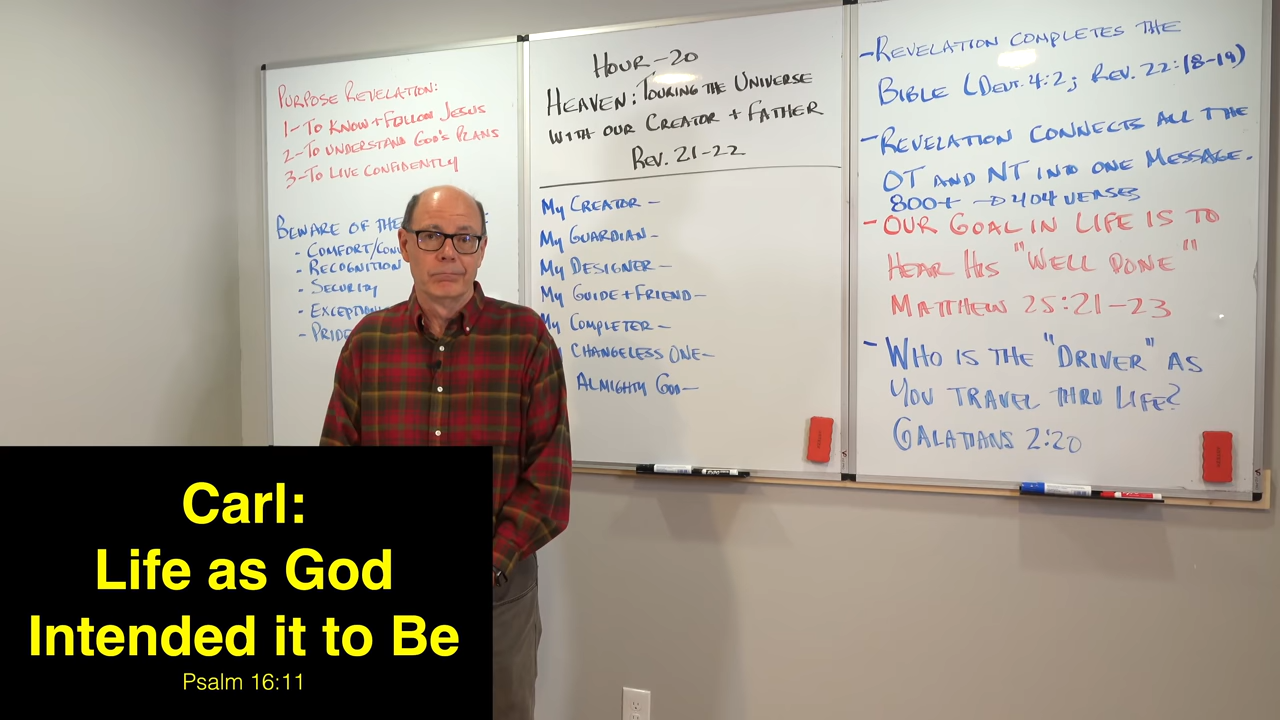 PURPOSE REVELATION:
1-TO KNOW + FOLLOW JESUS
2-TO UNDERSTAND GOD'S PLANS
3-TO LIVE CONFIDENTLY
BEWARE OF THE
- COMFORT/
- RECOGNITION
- SECURITY
- PRIDE
HOUR-20
HEAVEN: TOURING THE UNIVERSE
WITH OUR CREATOR + FATHER
REV. 21-22
MY CREATOR -
MY GUARDIAN-
MY DESIGNER-
MY GUIDE+FRIEND-
MY COMPLETER-
CHANGELESS ONE-
ALMIGHTY GOD-
-REVELATION COMPLETES THE
BIBLE (DEUT. 4:2; REV. 22:18-19)
-REVELATION CONNECTS ALL THE
OT AND NT INTO ONE MESSAGE.
800+ → 404 VERSES
- OUR GOAL IN LIFE IS TO
HEAR HIS "WELL DONE"
MATTHEW 25:21-23
- WHO IS THE "DRIVER" AS
YOU TRAVEL THRU LIFE?
GALATIANS 2:20
Carl:
Life as God
Intended it to Be
Psalm 16:11